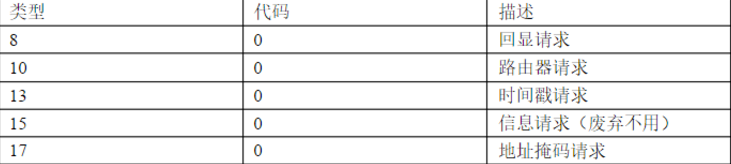 类型 代码 描述
8 0 回显请求
10 0 路由器请求
13 0 时间戳请求
15 0 信息请求（废弃不用）
17 0 地址掩码请求